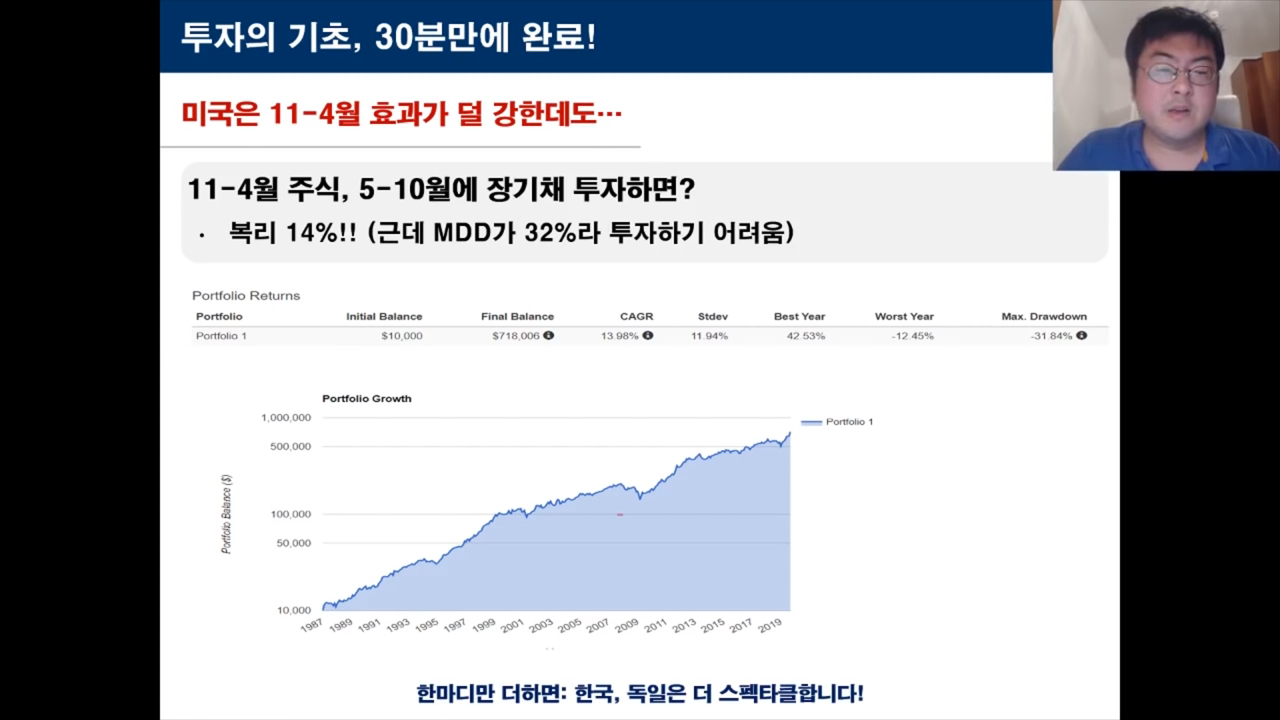 투자의 기초, 30분만에 완료!
미국은 11-4월 효과가 덜 강한데도…
11-4월 주식, 5-10월에 장기채 투자하면?
· 복리 14%!! (근데 MDD가 32%라 투자하기 어려움)
Portfolio Returns
Portfolio Initial Balance Final Balance CAGR Stdev Best Year Worst Year Max. Drawdown
Portfolio 1 $10,000 $718,006 13.98% 11.94% 42.53% -12.45% -31.84%
Portfolio Growth
Portfolio 1
Portfolio Balance ($)
1,000,000
500,000
100,000
50,000
10,000
1987 1989 1991 1993 1995 1997 1999 2001 2003 2005 2007 2009 2011 2013 2015 2017 2019
한마디만 더하면: 한국, 독일은 더 스펙타클합니다!